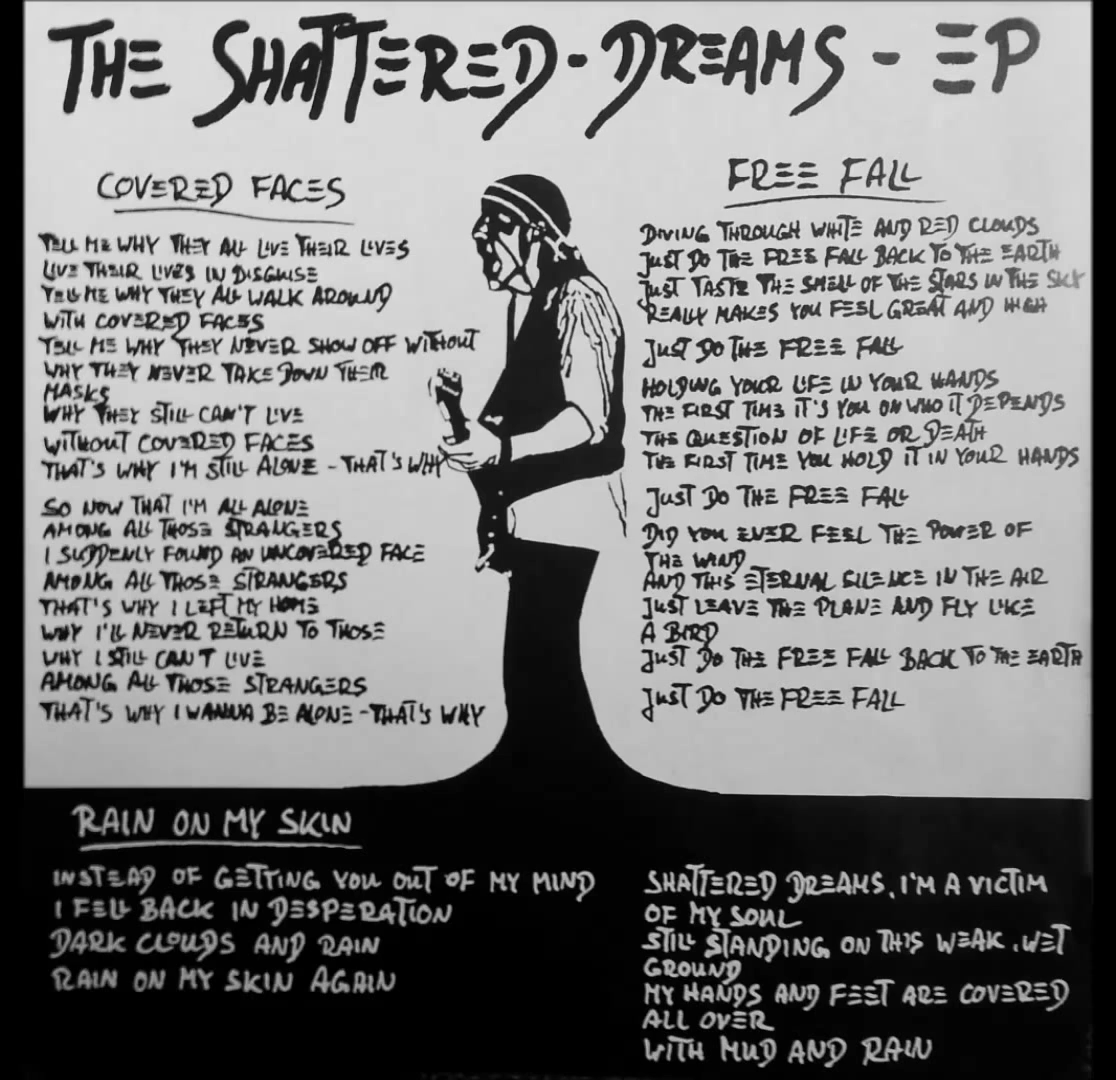 THE SHATTERED-DREAMS-EP
COVERED FACES
TELL ME WHY THEY ALL LIVE THEIR LIVES
LIVE THEIR LIVES IN DISGUISE
TELL ME WHY THEY ALL WALK AROUND
WITH COVERED FACES
TELL ME WHY THEY NEVER SHOW OFF WITHOUT
WHY THEY NEVER TAKE DOWN THEIR
MASKS
WHY THEY STILL CAN'T LIVE
WITHOUT COVERED FACES
THAT'S WHY I'M STILL ALONE - THAT'S WHY
SO NOW THAT I'M ALL ALONE
AMONG ALL THOSE STRANGERS
I SUDDENLY FOUND AN UNCOVERED FACE
AMONG ALL THOSE STRANGERS
THAT'S WHY I LEFT MY HOME
WHY I'LL NEVER RETURN TO THOSE
WHY I STILL CAN'T LIVE
AMONG ALL THOSE STRANGERS
THAT'S WHY I WANNA BE ALONE - THAT'S WHY
FREE FALL
DIVING THROUGH WHITE AND RED CLOUDS
JUST DO THE FREE FALL BACK TO THE EARTH
JUST TASTE THE SMELL OF THE STARS IN THE SKY
REALLY MAKES YOU FEEL GREAT AND HIGH
JUST DO THE FREE FALL
HOLDING YOUR LIFE IN YOUR HANDS
THE FIRST TIME IT'S YOU ON WHO IT DEPENDS
THE QUESTION OF LIFE OR DEATH
THE FIRST TIME YOU HOLD IT IN YOUR HANDS
JUST DO THE FREE FALL
DID YOU EVER FEEL THE POWER OF
THE WIND
AND THIS ETERNAL SILENCE IN THE AIR
JUST LEAVE THE PLANE AND FLY LIKE
A BIRD
JUST DO THE FREE FALL BACK TO THE EARTH
JUST DO THE FREE FALL
RAIN ON MY SKIN
INSTEAD OF GETTING YOU OUT OF MY MIND
I FELL BACK IN DESPERATION
DARK CLOUDS AND RAIN
RAIN ON MY SKIN AGAIN
SHATTERED DREAMS, I'M A VICTIM
OF MY SOUL
STILL STANDING ON THIS WEAK, WET
GROUND
MY HANDS AND FEET ARE COVERED
ALL OVER
WITH MUD AND RAIN